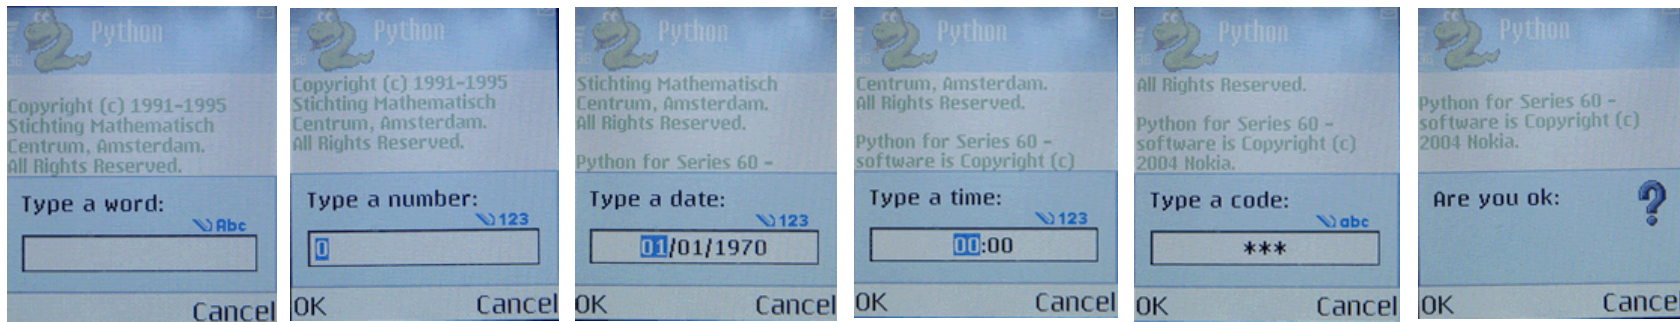 Python
Copyright (c) 1991-1995
Stichting Mathematisch
Centrum, Amsterdam.
All Rights Reserved.
Type a word:
Abc
Cancel
Python
Copyright (c) 1991-1995
Stichting Mathematisch
Centrum, Amsterdam.
All Rights Reserved.
Type a number:
123
0
OK Cancel
Python
Stichting Mathematisch
Centrum, Amsterdam.
All Rights Reserved.
Python for Series 60 -
Type a date:
123
01/01/1970
OK Cancel
Python
Centrum, Amsterdam.
All Rights Reserved.
Python for Series 60 -
software is Copyright (c)
Type a time:
123
00:00
OK Cancel
Python
All Rights Reserved.
Python for Series 60 -
software is Copyright (c)
2004 Nokia.
Type a code:
abc
***
OK Cancel
Python
Python for Series 60 -
software is Copyright (c)
2004 Nokia.
Are you ok:
?
OK Cance